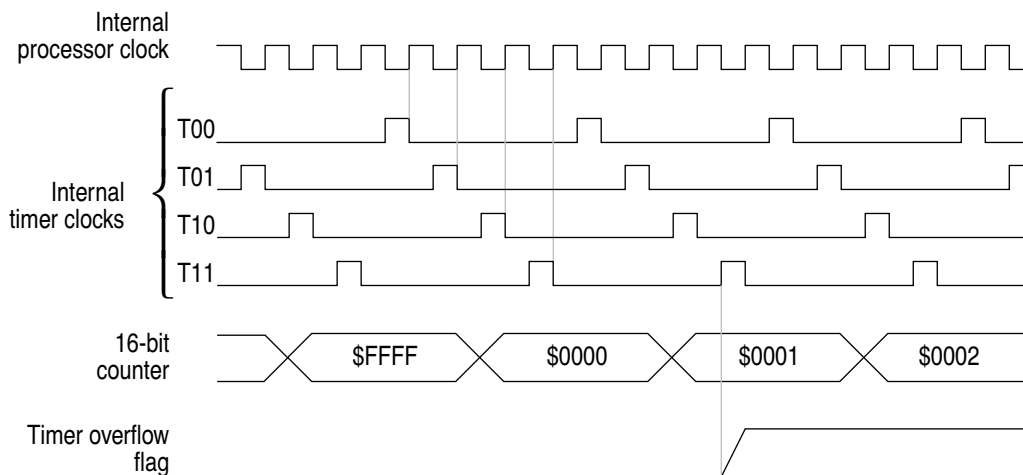 Internal
processor clock
T00
T01
Internal
timer clocks
T10
T11
16-bit
counter
$FFFF
$0000
$0001
$0002
Timer overflow
flag